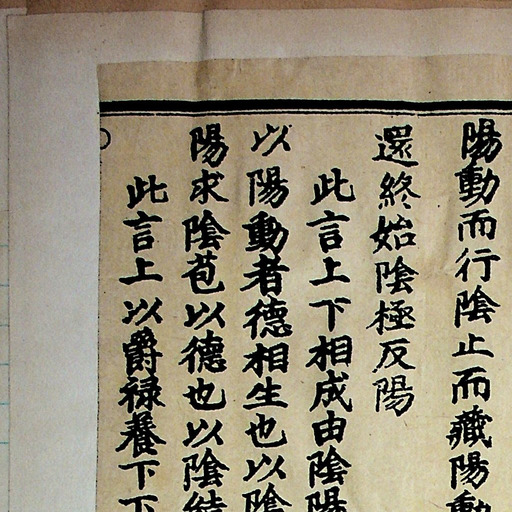 陽動而行陰止而藏陽動
還終始陰極反陽
此言上下相成由陰陽
以陽動者德相生也以陰
陽求陰苞以德也以陰結
此言上以爵禄養下下